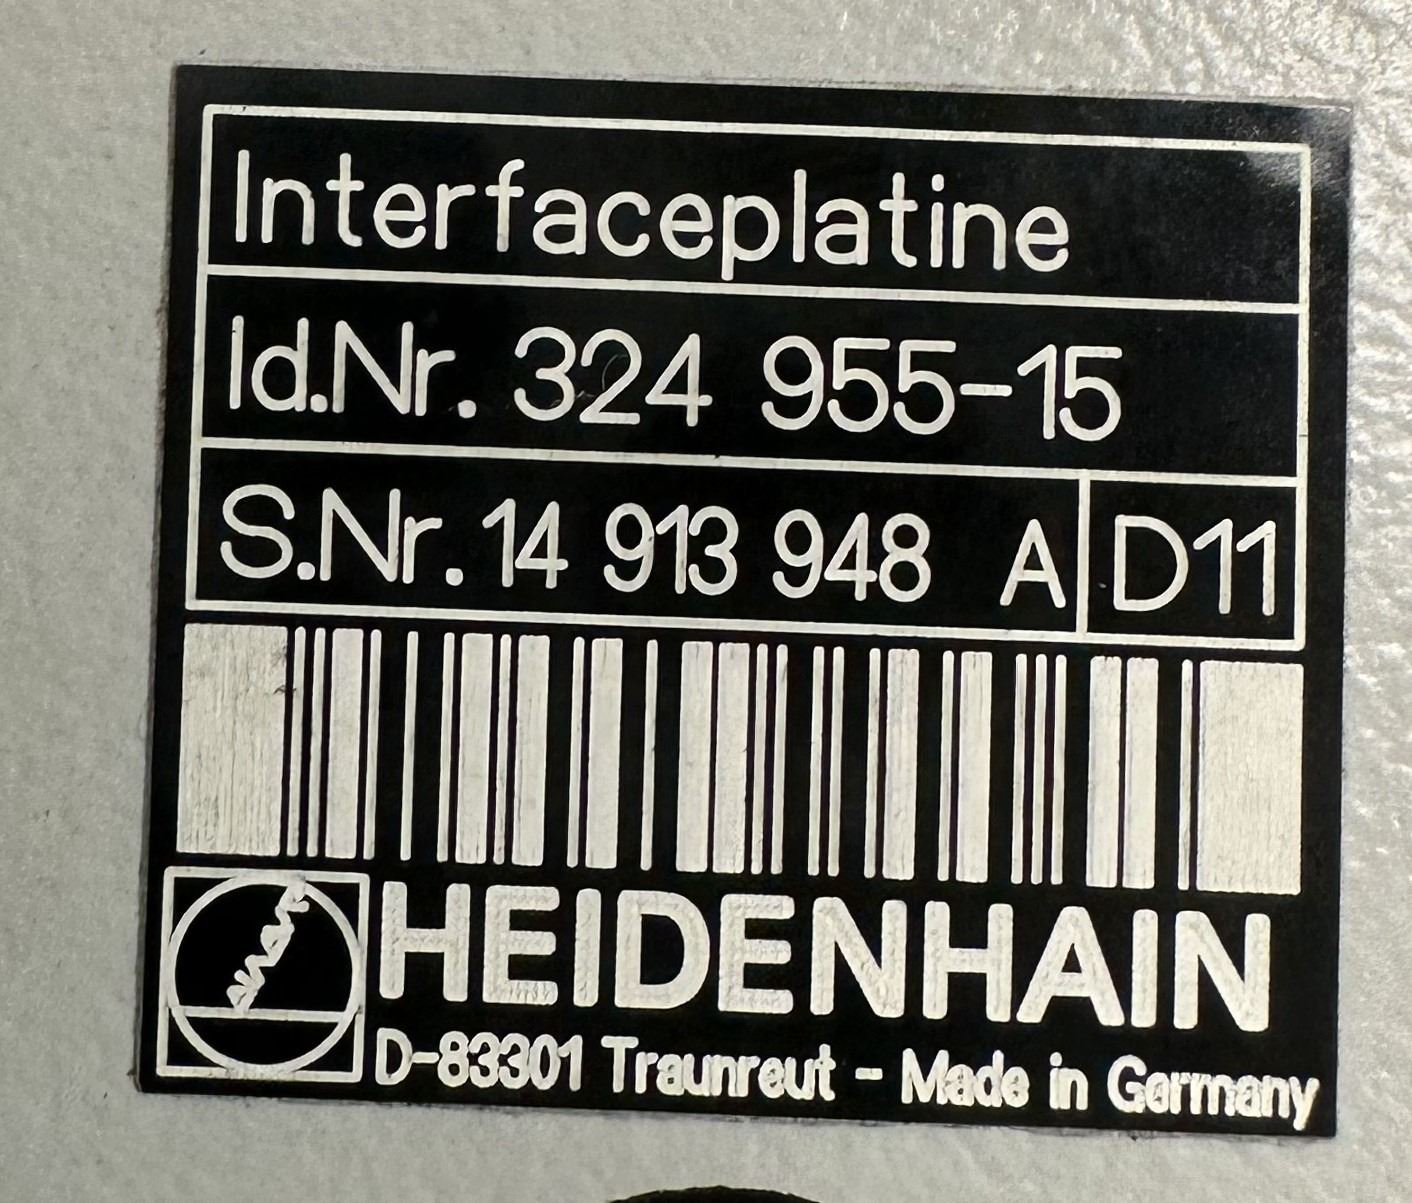 Interfaceplatine
Id.Nr. 324 955-15
S.Nr. 14 913 948 A D11
HEIDENHAIN
D-83301 Traunreut - Made in Germany